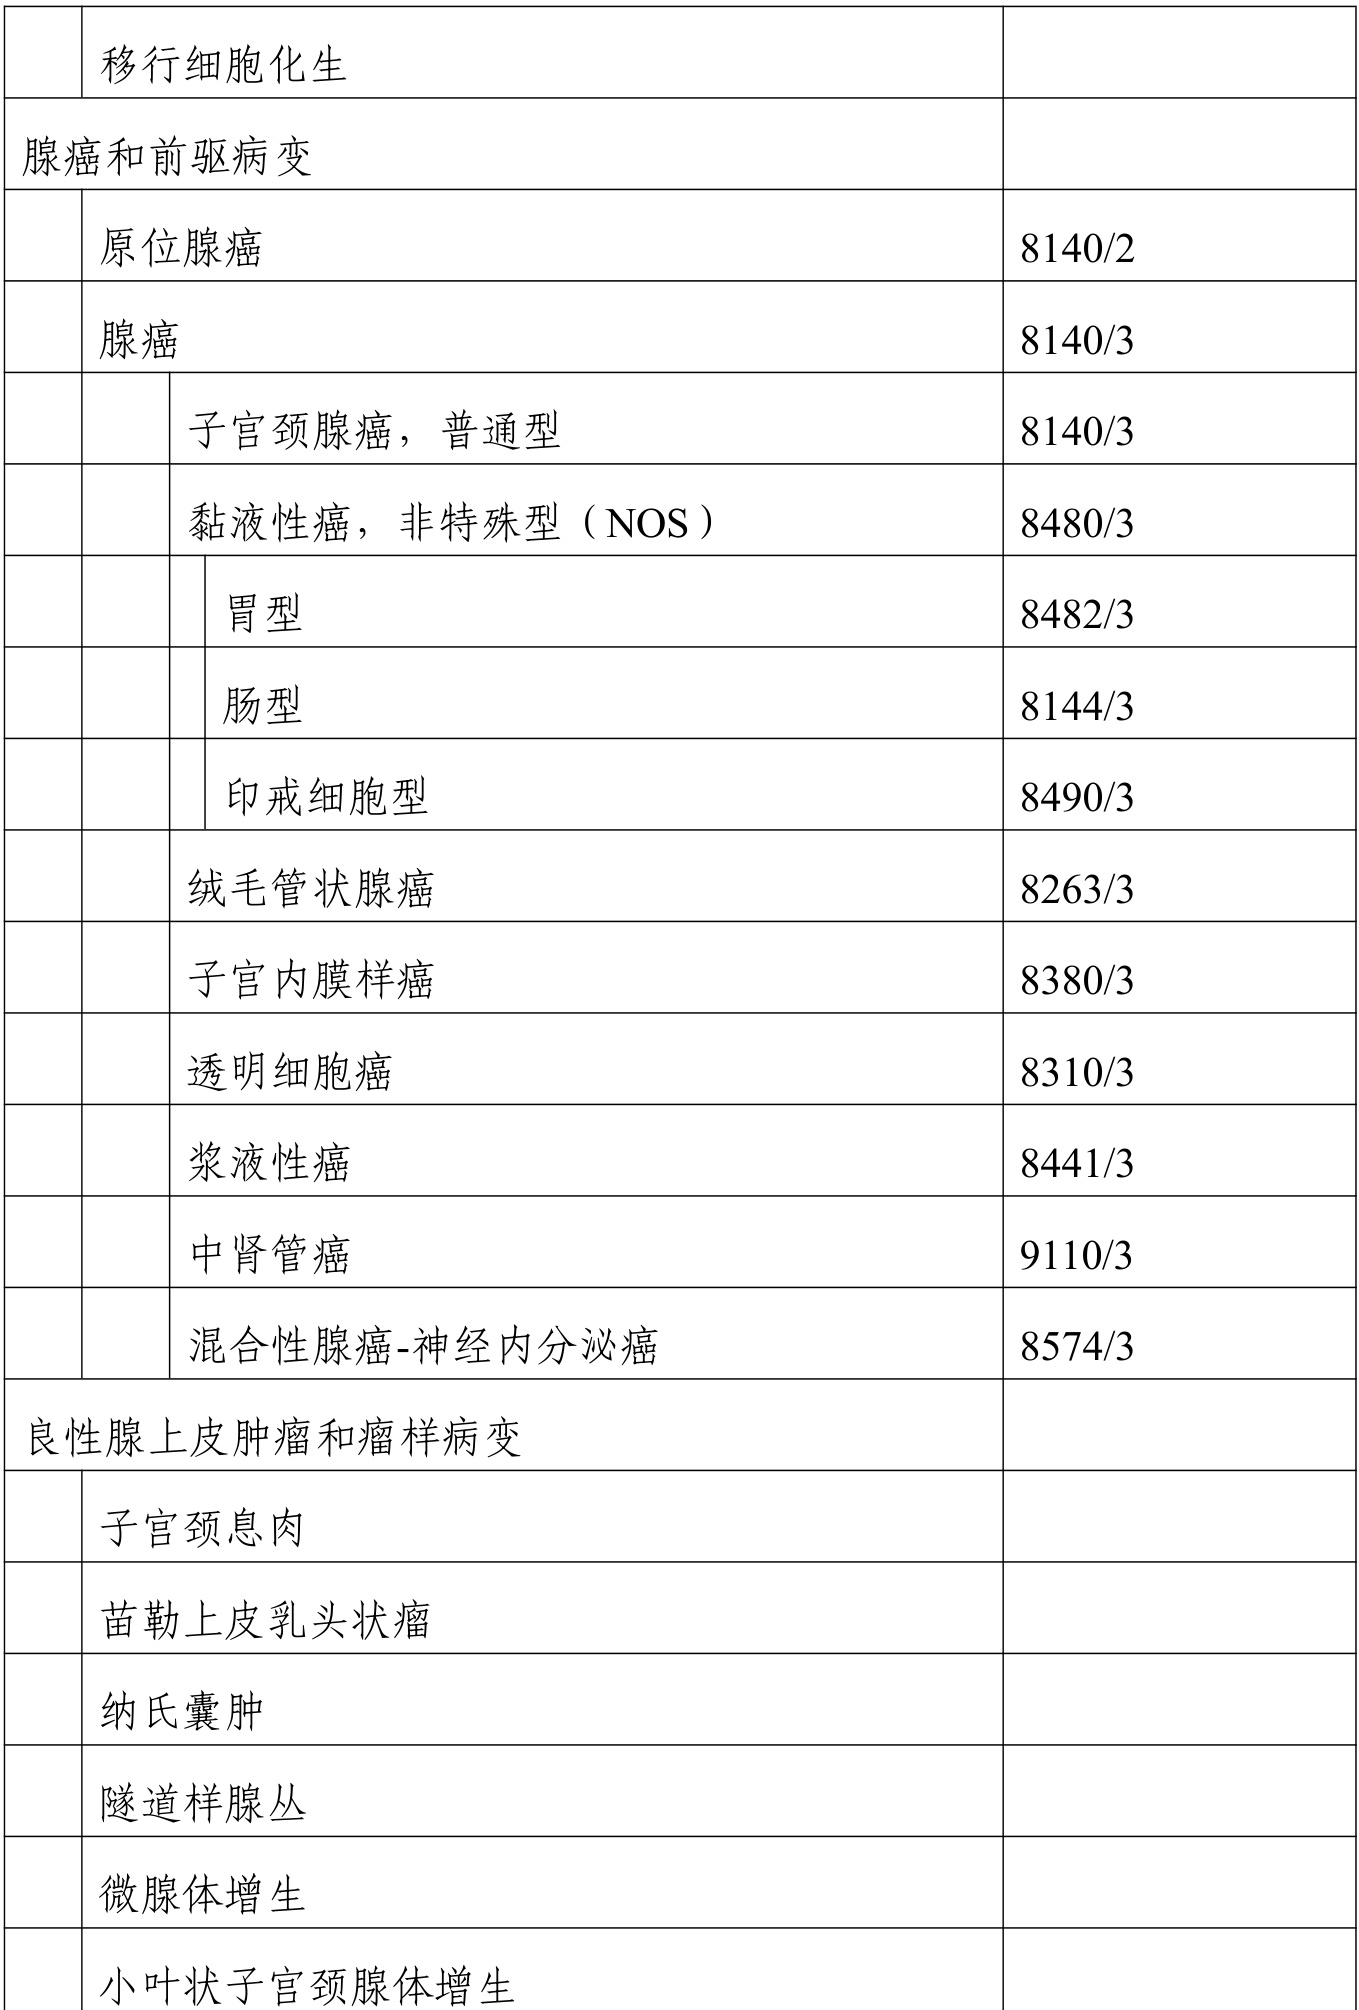 移行细胞化生
腺癌和前驱病变
原位腺癌 8140/2
腺癌 8140/3
子宫颈腺癌，普通型 8140/3
黏液性癌，非特殊型（NOS） 8480/3
胃型 8482/3
肠型 8144/3
印戒细胞型 8490/3
绒毛管状腺癌 8263/3
子宫内膜样癌 8380/3
透明细胞癌 8310/3
浆液性癌 8441/3
中肾管癌 9110/3
混合性腺癌-神经内分泌癌 8574/3
良性腺上皮肿瘤和瘤样病变
子宫颈息肉
苗勒上皮乳头状瘤
纳氏囊肿
隧道样腺丛
微腺体增生
小叶状子宫颈腺体增生